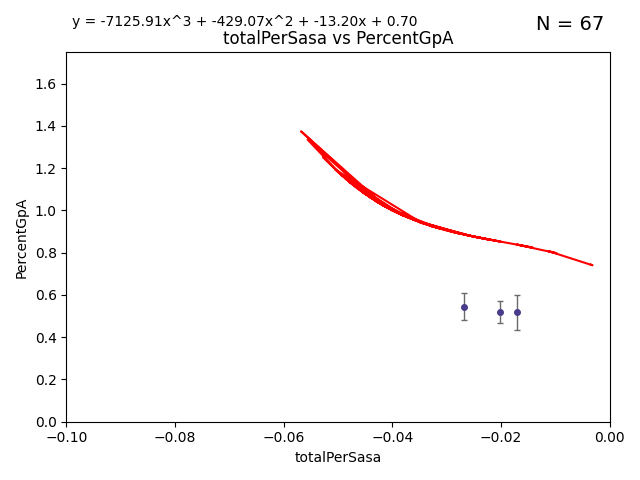 y = -7125.91x^3 + -429.07x^2 + -13.20x + 0.70
N = 67
totalPerSasa vs PercentGpA
PercentGpA
1.6
1.4
1.2
1.0
0.8
0.6
0.4
0.2
0.0
−0.10 −0.08 −0.06 −0.04 −0.02 0.00
totalPerSasa